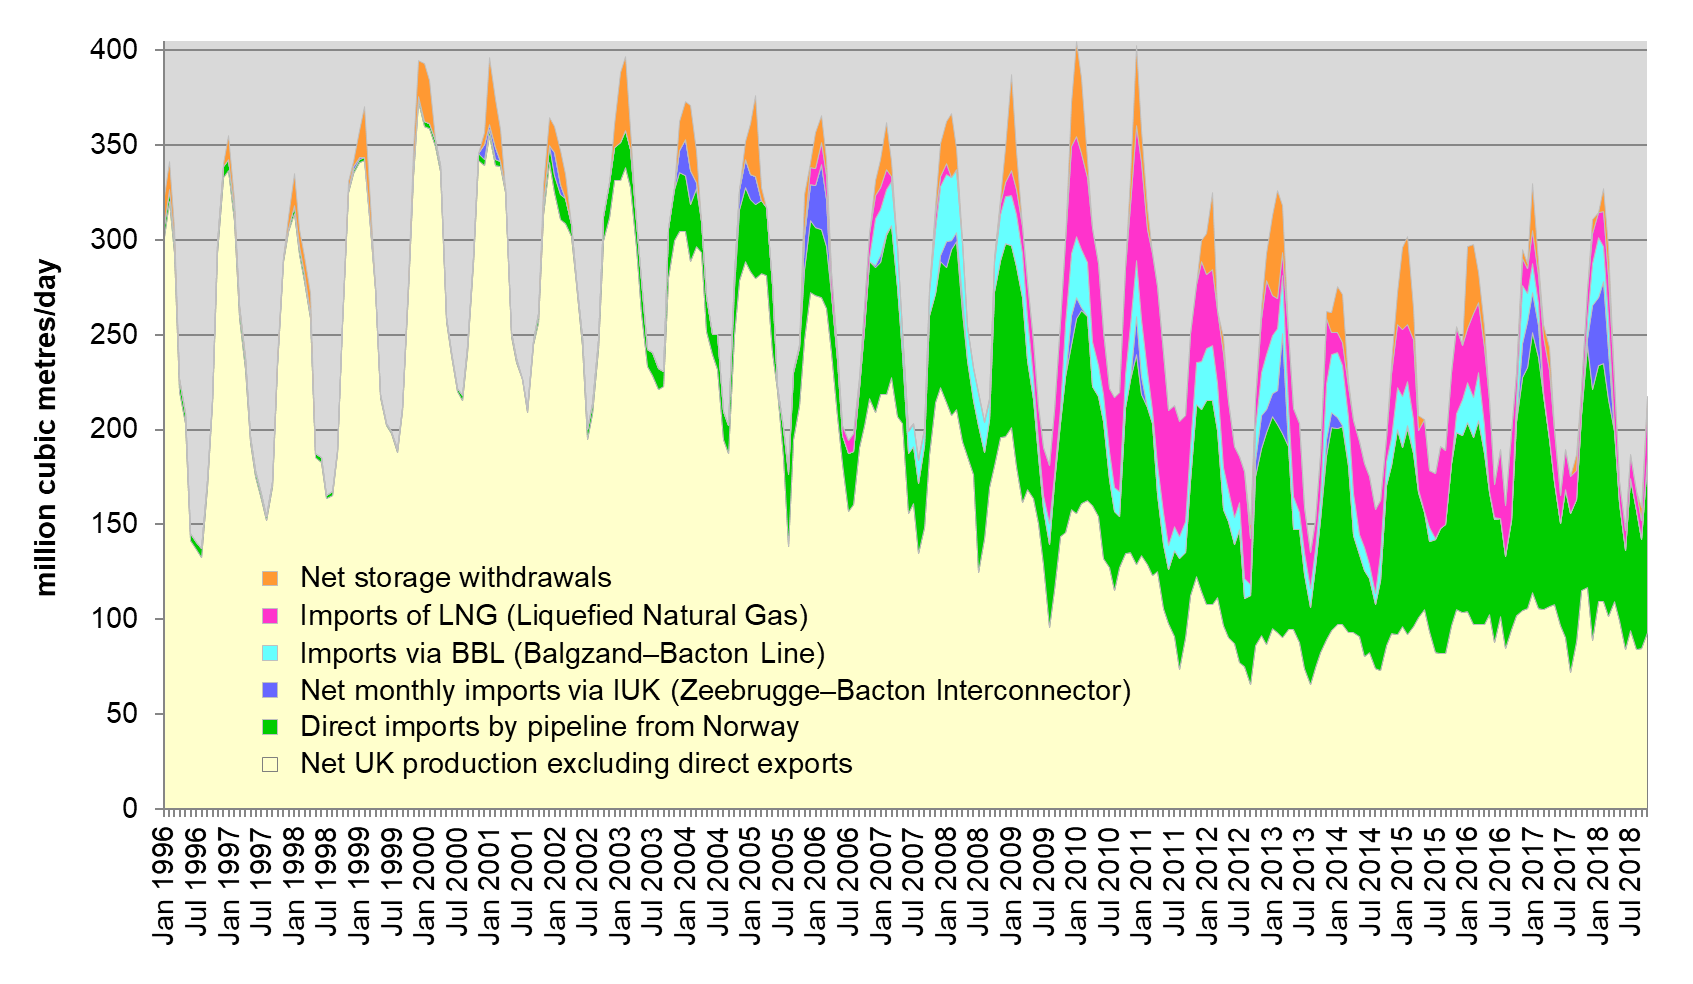 million cubic metres/day
400
350
300
250
200
150
100
50
0
Net storage withdrawals
Imports of LNG (Liquefied Natural Gas)
Imports via BBL (Balgzand–Bacton Line)
Net monthly imports via IUK (Zeebrugge–Bacton Interconnector)
Direct imports by pipeline from Norway
Net UK production excluding direct exports
Jan 1996
Jul 1996
Jan 1997
Jul 1997
Jan 1998
Jul 1998
Jan 1999
Jul 1999
Jan 2000
Jul 2000
Jan 2001
Jul 2001
Jan 2002
Jul 2002
Jan 2003
Jul 2003
Jan 2004
Jul 2004
Jan 2005
Jul 2005
Jan 2006
Jul 2006
Jan 2007
Jul 2007
Jan 2008
Jul 2008
Jan 2009
Jul 2009
Jan 2010
Jul 2010
Jan 2011
Jul 2011
Jan 2012
Jul 2012
Jan 2013
Jul 2013
Jan 2014
Jul 2014
Jan 2015
Jul 2015
Jan 2016
Jul 2016
Jan 2017
Jul 2017
Jan 2018
Jul 2018